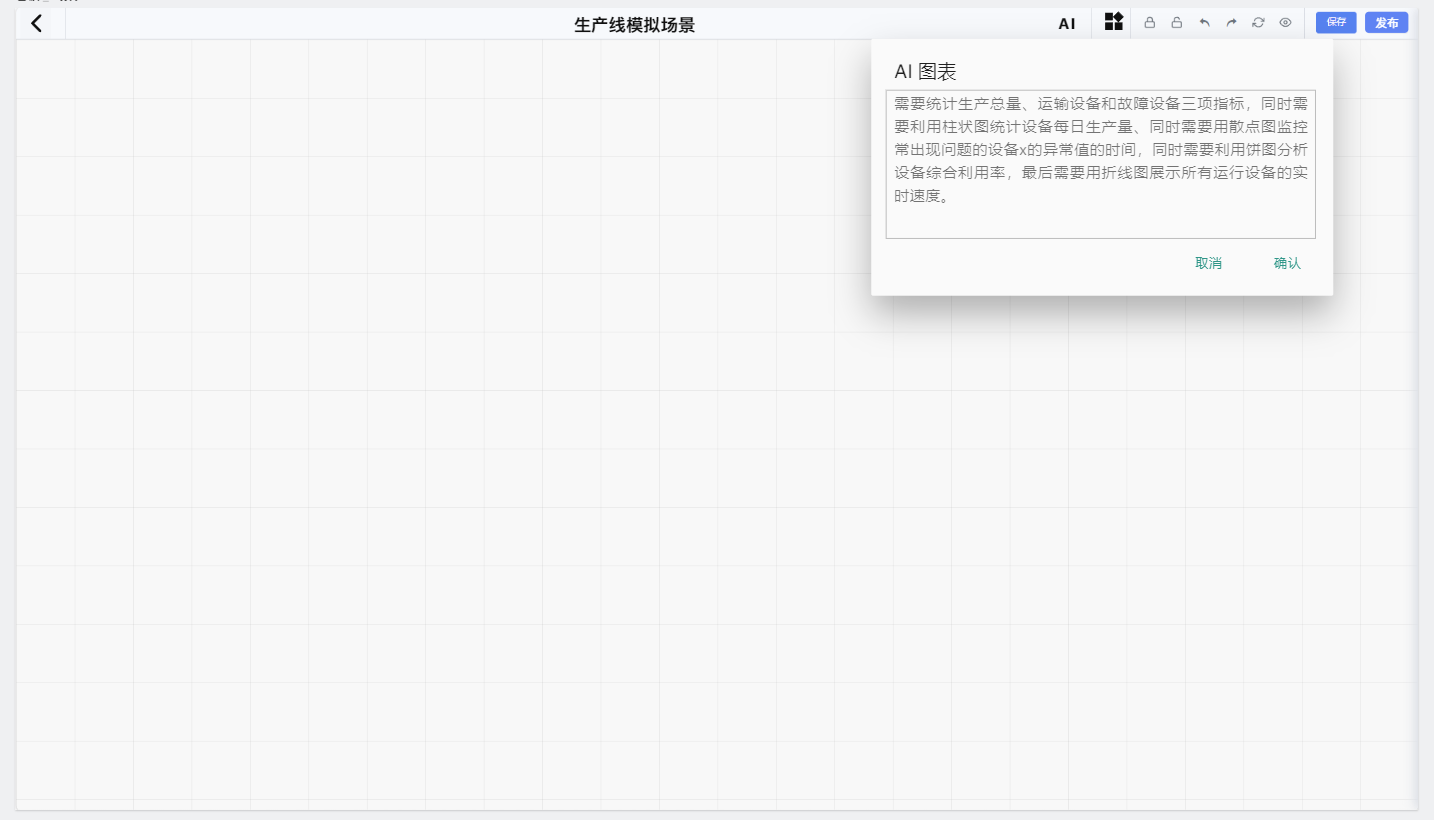 生产线模拟场景
AI
保存
发布
AI 图表
需要统计生产总量、运输设备和故障设备三项指标，同时需
要利用柱状图统计设备每日生产量、同时需要用散点图监控
常出现问题的设备x的异常值的时间，同时需要利用饼图分析
设备综合利用率，最后需要用折线图展示所有运行设备的实
时速度。
取消
确认